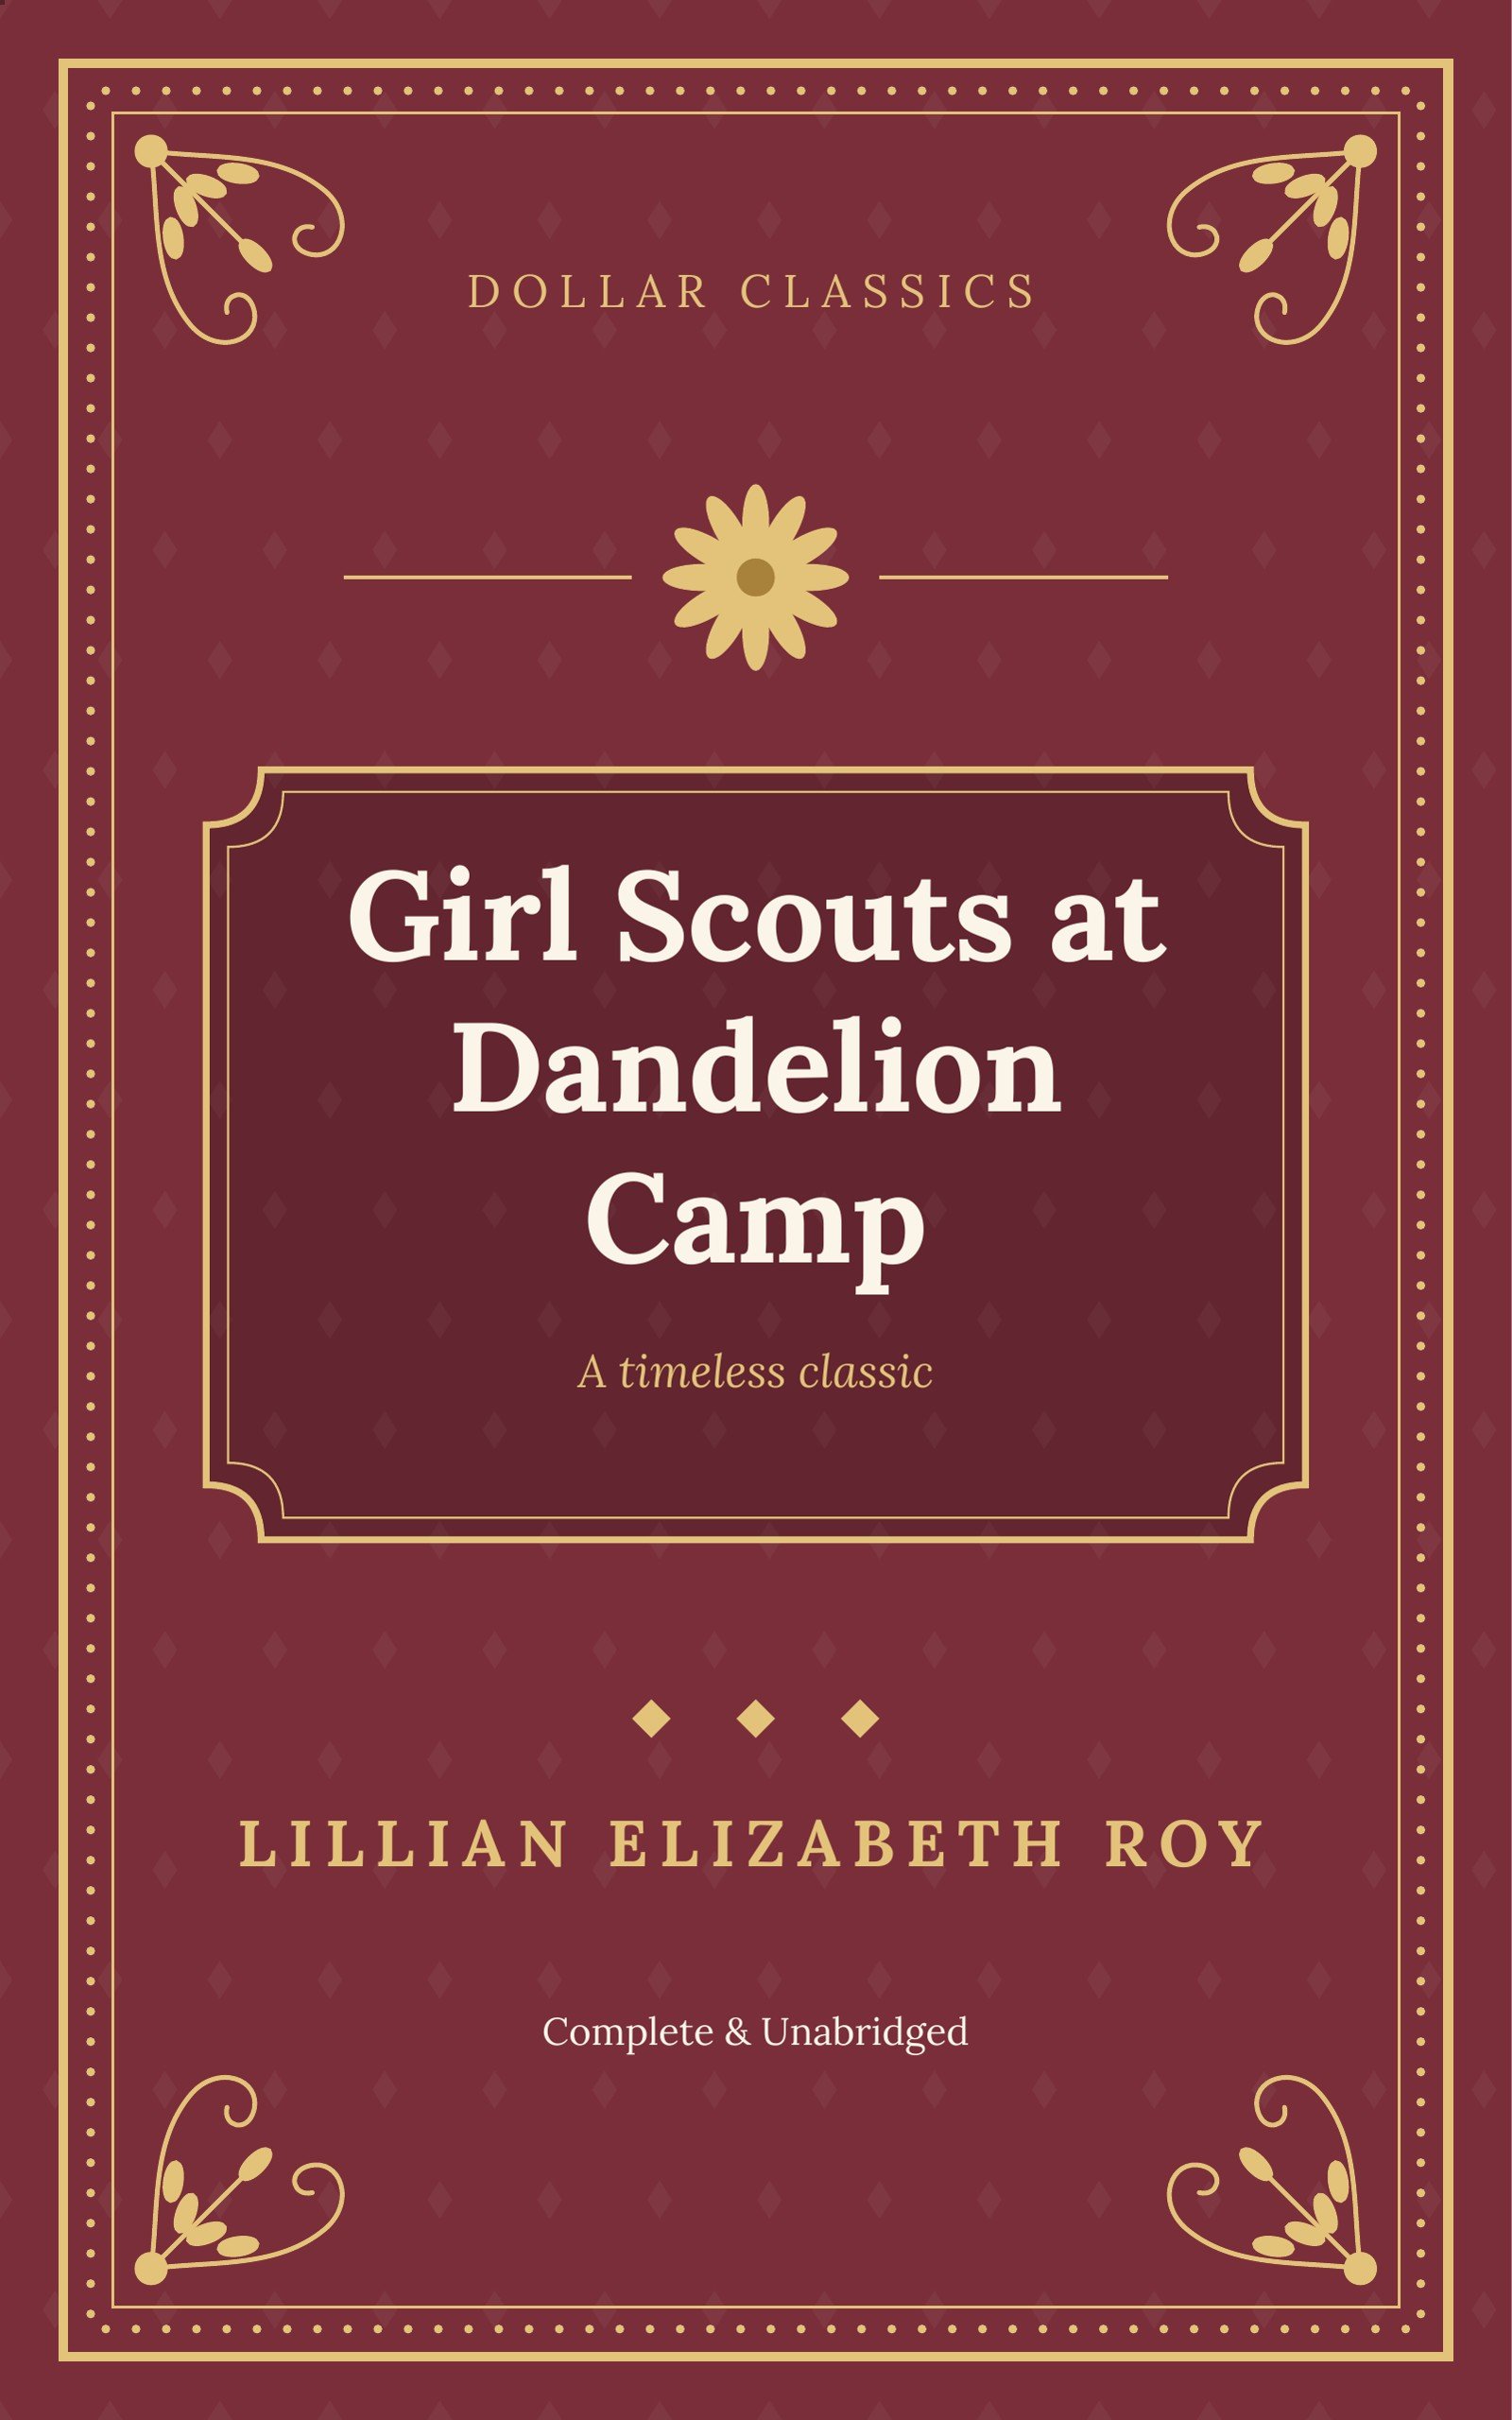 DOLLAR CLASSICS
Girl Scouts at
Dandelion
Camp
A timeless classic
LILLIAN ELIZABETH ROY
Complete & Unabridged